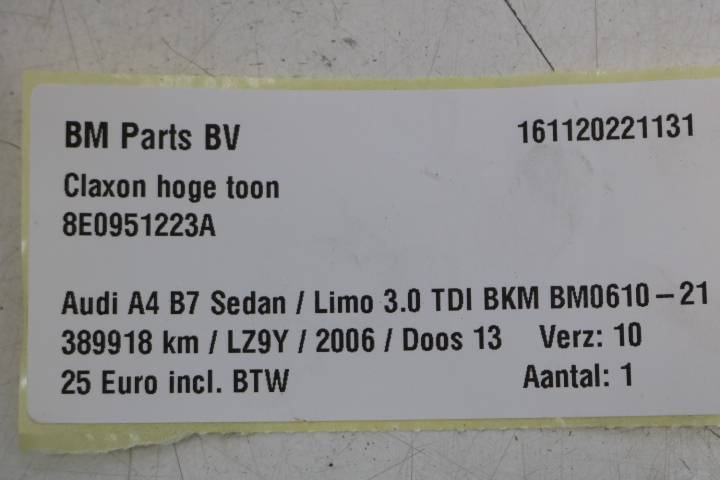 BM Parts BV 161120221131
Claxon hoge toon
8E0951223A
Audi A4 B7 Sedan / Limo 3.0 TDI BKM BM0610-21
389918 km / LZ9Y / 2006 / Doos 13 Verz: 10
25 Euro incl. BTW Aantal: 1